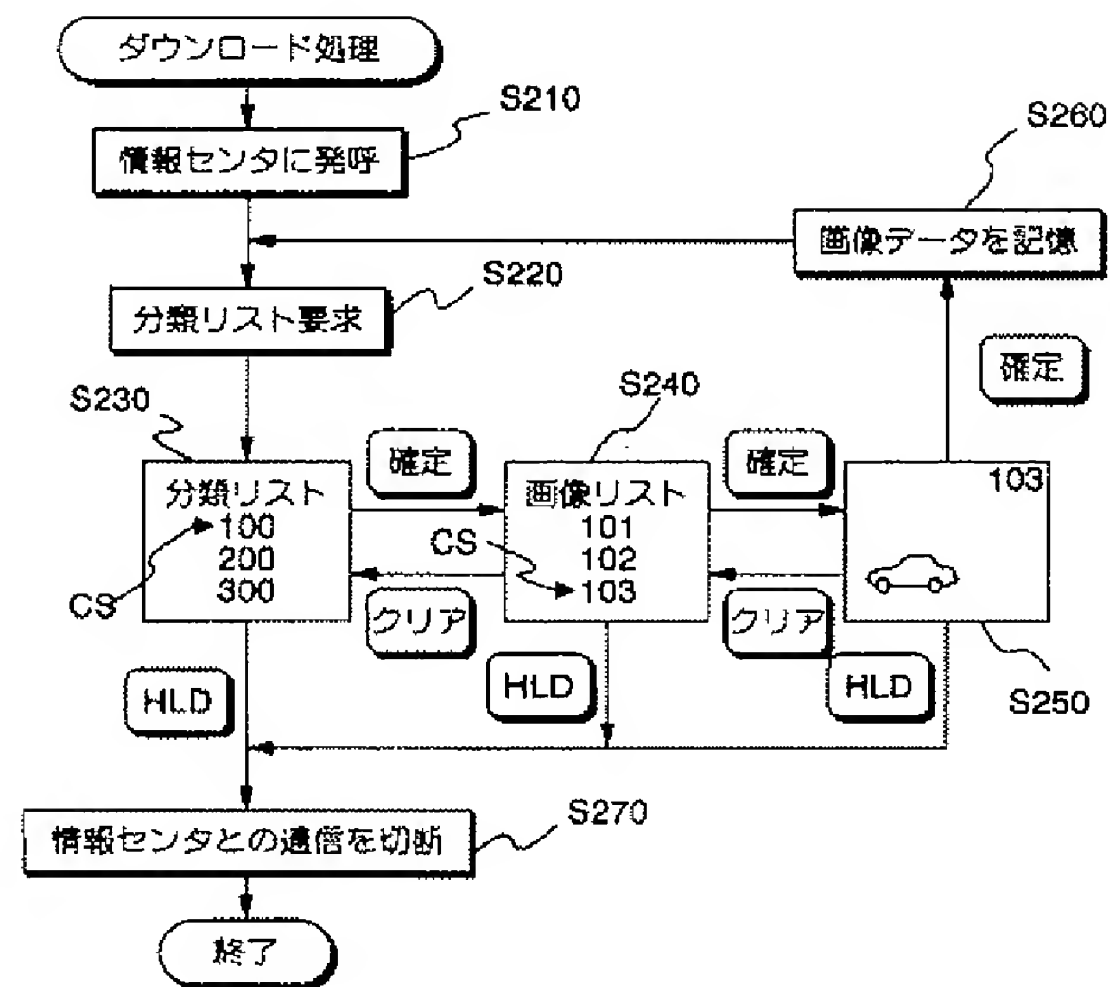 ダウンロード処理
S210
情報センタに発呼
S260
画像データを記憶
S220
分類リスト要求
確定
S230
S240
確定
確定
分類リスト
100
200
300
CS
画像リスト
101
102
103
CS
103
クリア
クリア
HLD
HLD
HLD
S250
情報センタとの通信を切断
S270
終了